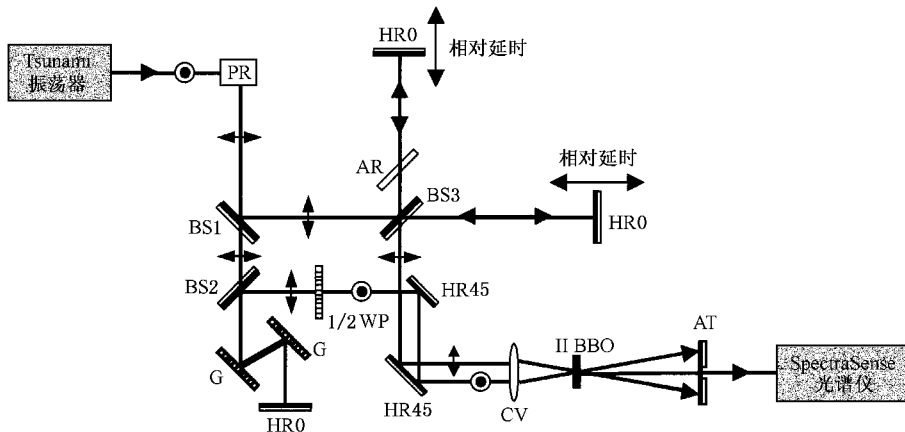 Tsunami
振荡器
PR
HR0
相对延时
AR
BS3
相对延时
HR0
BS1
BS2
HR45
1/2 WP
G
G
HR0
HR45
CV
II BBO
AT
SpectraSense
光谱仪